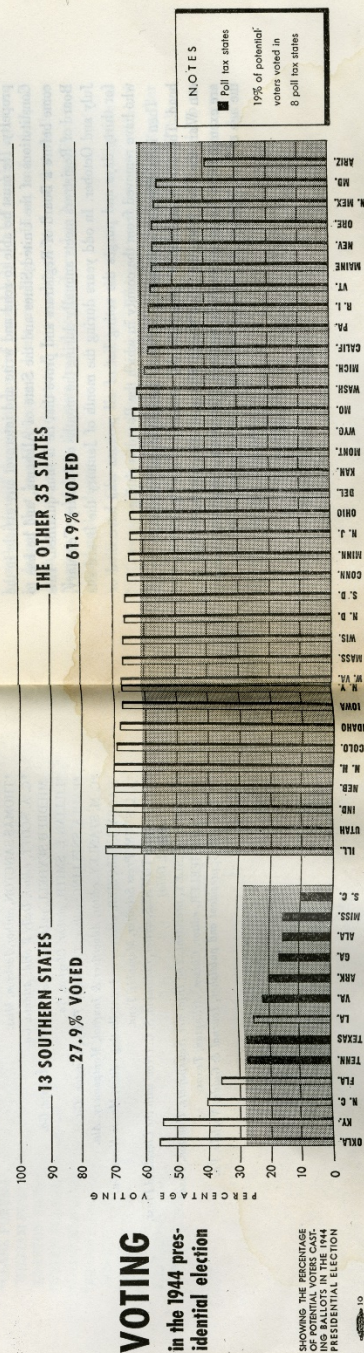 VOTING
in the 1944 pres-
idential election
SHOWING THE PERCENTAGE
OF POTENTIAL VOTERS CAST-
ING BALLOTS IN THE 1944
PRESIDENTIAL ELECTION
PERCENTAGE VOTING
100
90
80
70
60
50
40
30
20
10
0
13 SOUTHERN STATES
27.9% VOTED
THE OTHER 35 STATES
61.9% VOTED
OKLA.
KY.
N. C.
FLA.
TENN.
TEXAS
LA.
VA.
ARK.
GA.
ALA.
MISS.
S. C.
ILL.
UTAH
IND.
NEB.
N. H.
COLO.
IDAHO
IOWA
N. Y.
W. VA.
MASS.
WIS.
N. D.
S. D.
CONN.
MINN.
N. J.
OHIO
DEL.
KAN.
MONT.
WYO.
MO.
WASH.
MICH.
CALIF.
PA.
R. I.
VT.
MAINE
NEV.
ORE.
N. MEX.
MD.
ARIZ.
NOTES
Poll tax states
19% of potential
voters voted in
8 poll tax states